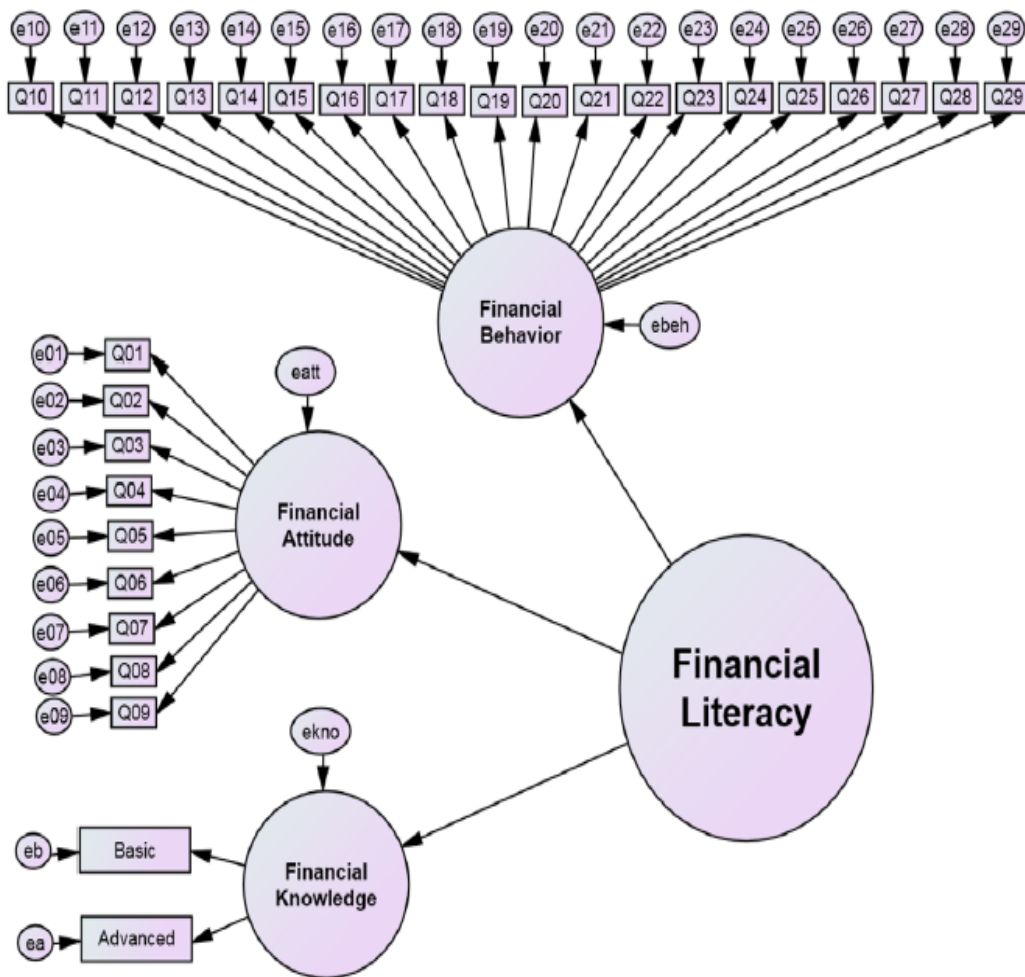 e10 e11 e12 e13 e14 e15 e16 e17 e18 e19 e20 e21 e22 e23 e24 e25 e26 e27 e28 e29
Q10 Q11 Q12 Q13 Q14 Q15 Q16 Q17 Q18 Q19 Q20 Q21 Q22 Q23 Q24 Q25 Q26 Q27 Q28 Q29
Financial
Behavior
ebeh
e01 Q01
eatt
e02 Q02
e03 Q03
e04 Q04
Financial
Attitude
e05 Q05
e06 Q06
e07 Q07
e08 Q08
e09 Q09
Financial
Literacy
ekno
eb Basic
Financial
Knowledge
ea Advanced